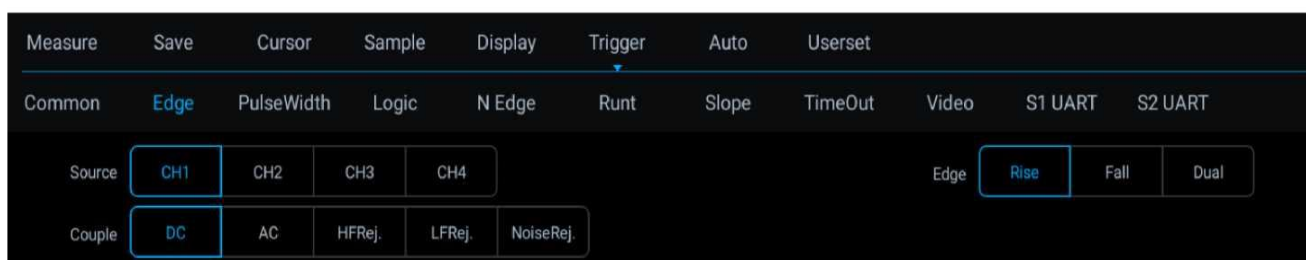 Measure Save Cursor Sample Display Trigger Auto Userset
Common Edge PulseWidth Logic N Edge Runt Slope TimeOut Video S1 UART S2 UART
Source CH1 CH2 CH3 CH4 Edge Rise Fall Dual
Couple DC AC HFRej. LFRej. NoiseRej.